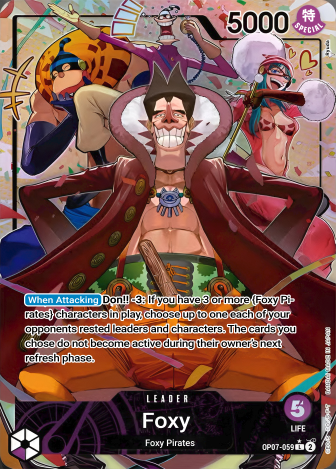 5000
特
SPECIAL
When Attacking Don!! -3: If you have 3 or more {Foxy Pi-
rates} characters in play, choose up to one each of your
opponents rested leaders and characters. The cards you
chose do not become active during their owner's next
refresh phase.
LEADER
Foxy
Foxy Pirates
5
LIFE
OP07-059 L 2